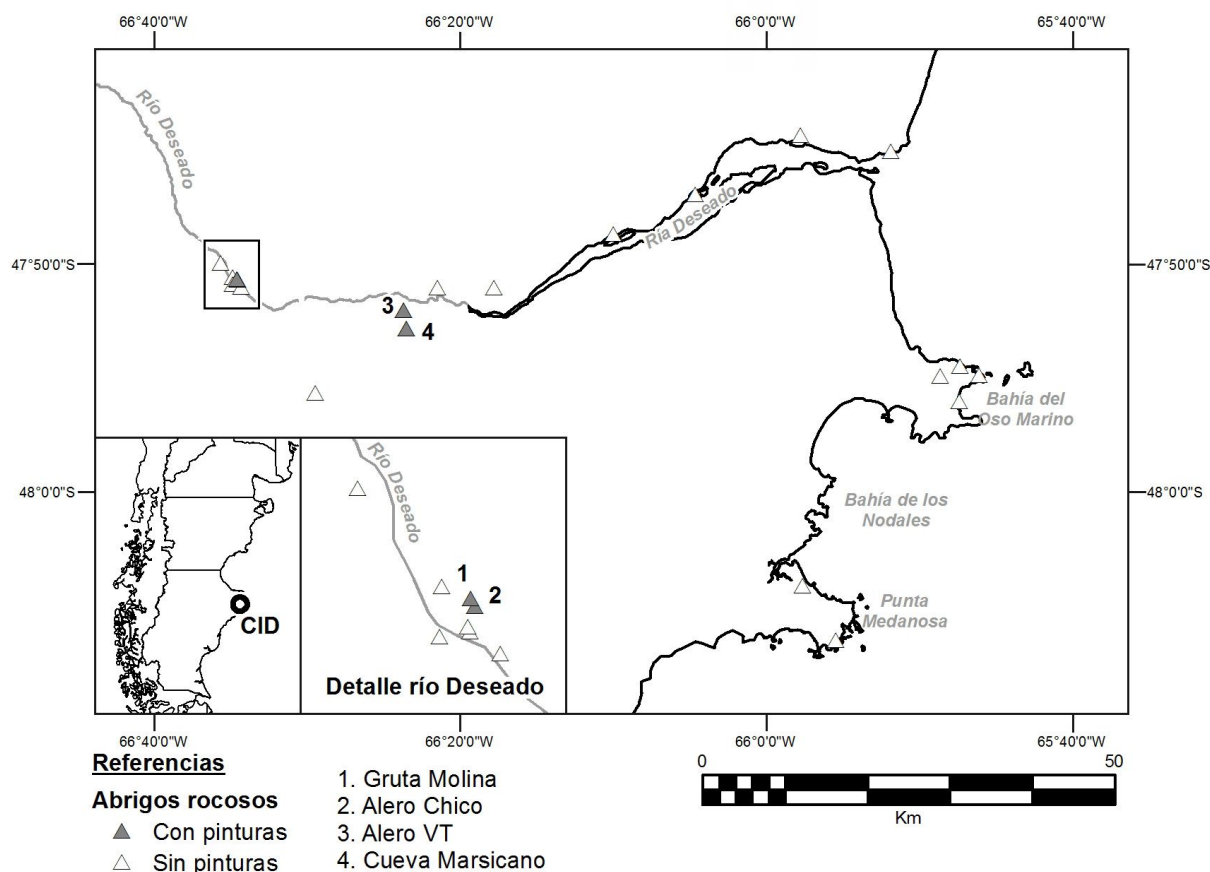 66°40'0"W
66°20'0"W
66°0'0"W
65°40'0"W
Río Deseado
Ría Deseado
47°50'0"S
47°50'0"S
3
4
Bahía del
Oso Marino
48°0'0"S
48°0'0"S
Bahía de los
Nodales
Río Deseado
1
2
Punta
Medanosa
CID
Detalle río Deseado
66°40'0"W
66°20'0"W
66°0'0"W
65°40'0"W
Referencias
Abrigos rocosos
Con pinturas
Sin pinturas
1. Gruta Molina
2. Alero Chico
3. Alero VT
4. Cueva Marsicano
0
50
Km